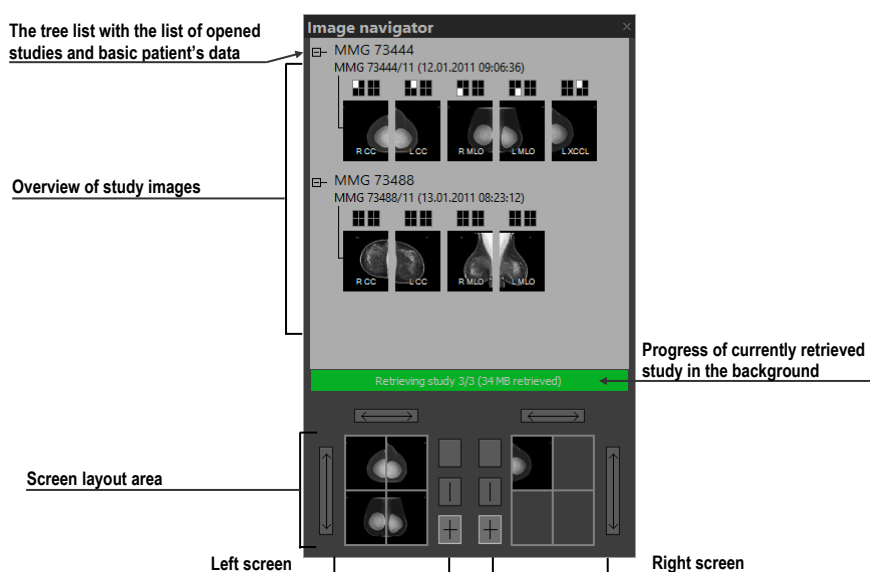 Image navigator
The tree list with the list of opened
studies and basic patient's data
MMG 73444
MMG 73444/11 (12.01.2011 09:06:36)
R CC
L CC
R MLO
L MLO
L XCCL
Overview of study images
MMG 73488
MMG 73488/11 (13.01.2011 08:23:12)
R CC
L CC
R MLO
L MLO
Progress of currently retrieved
study in the background
Retrieving study 3/3 (34 MB retrieved)
Screen layout area
Left screen
Right screen